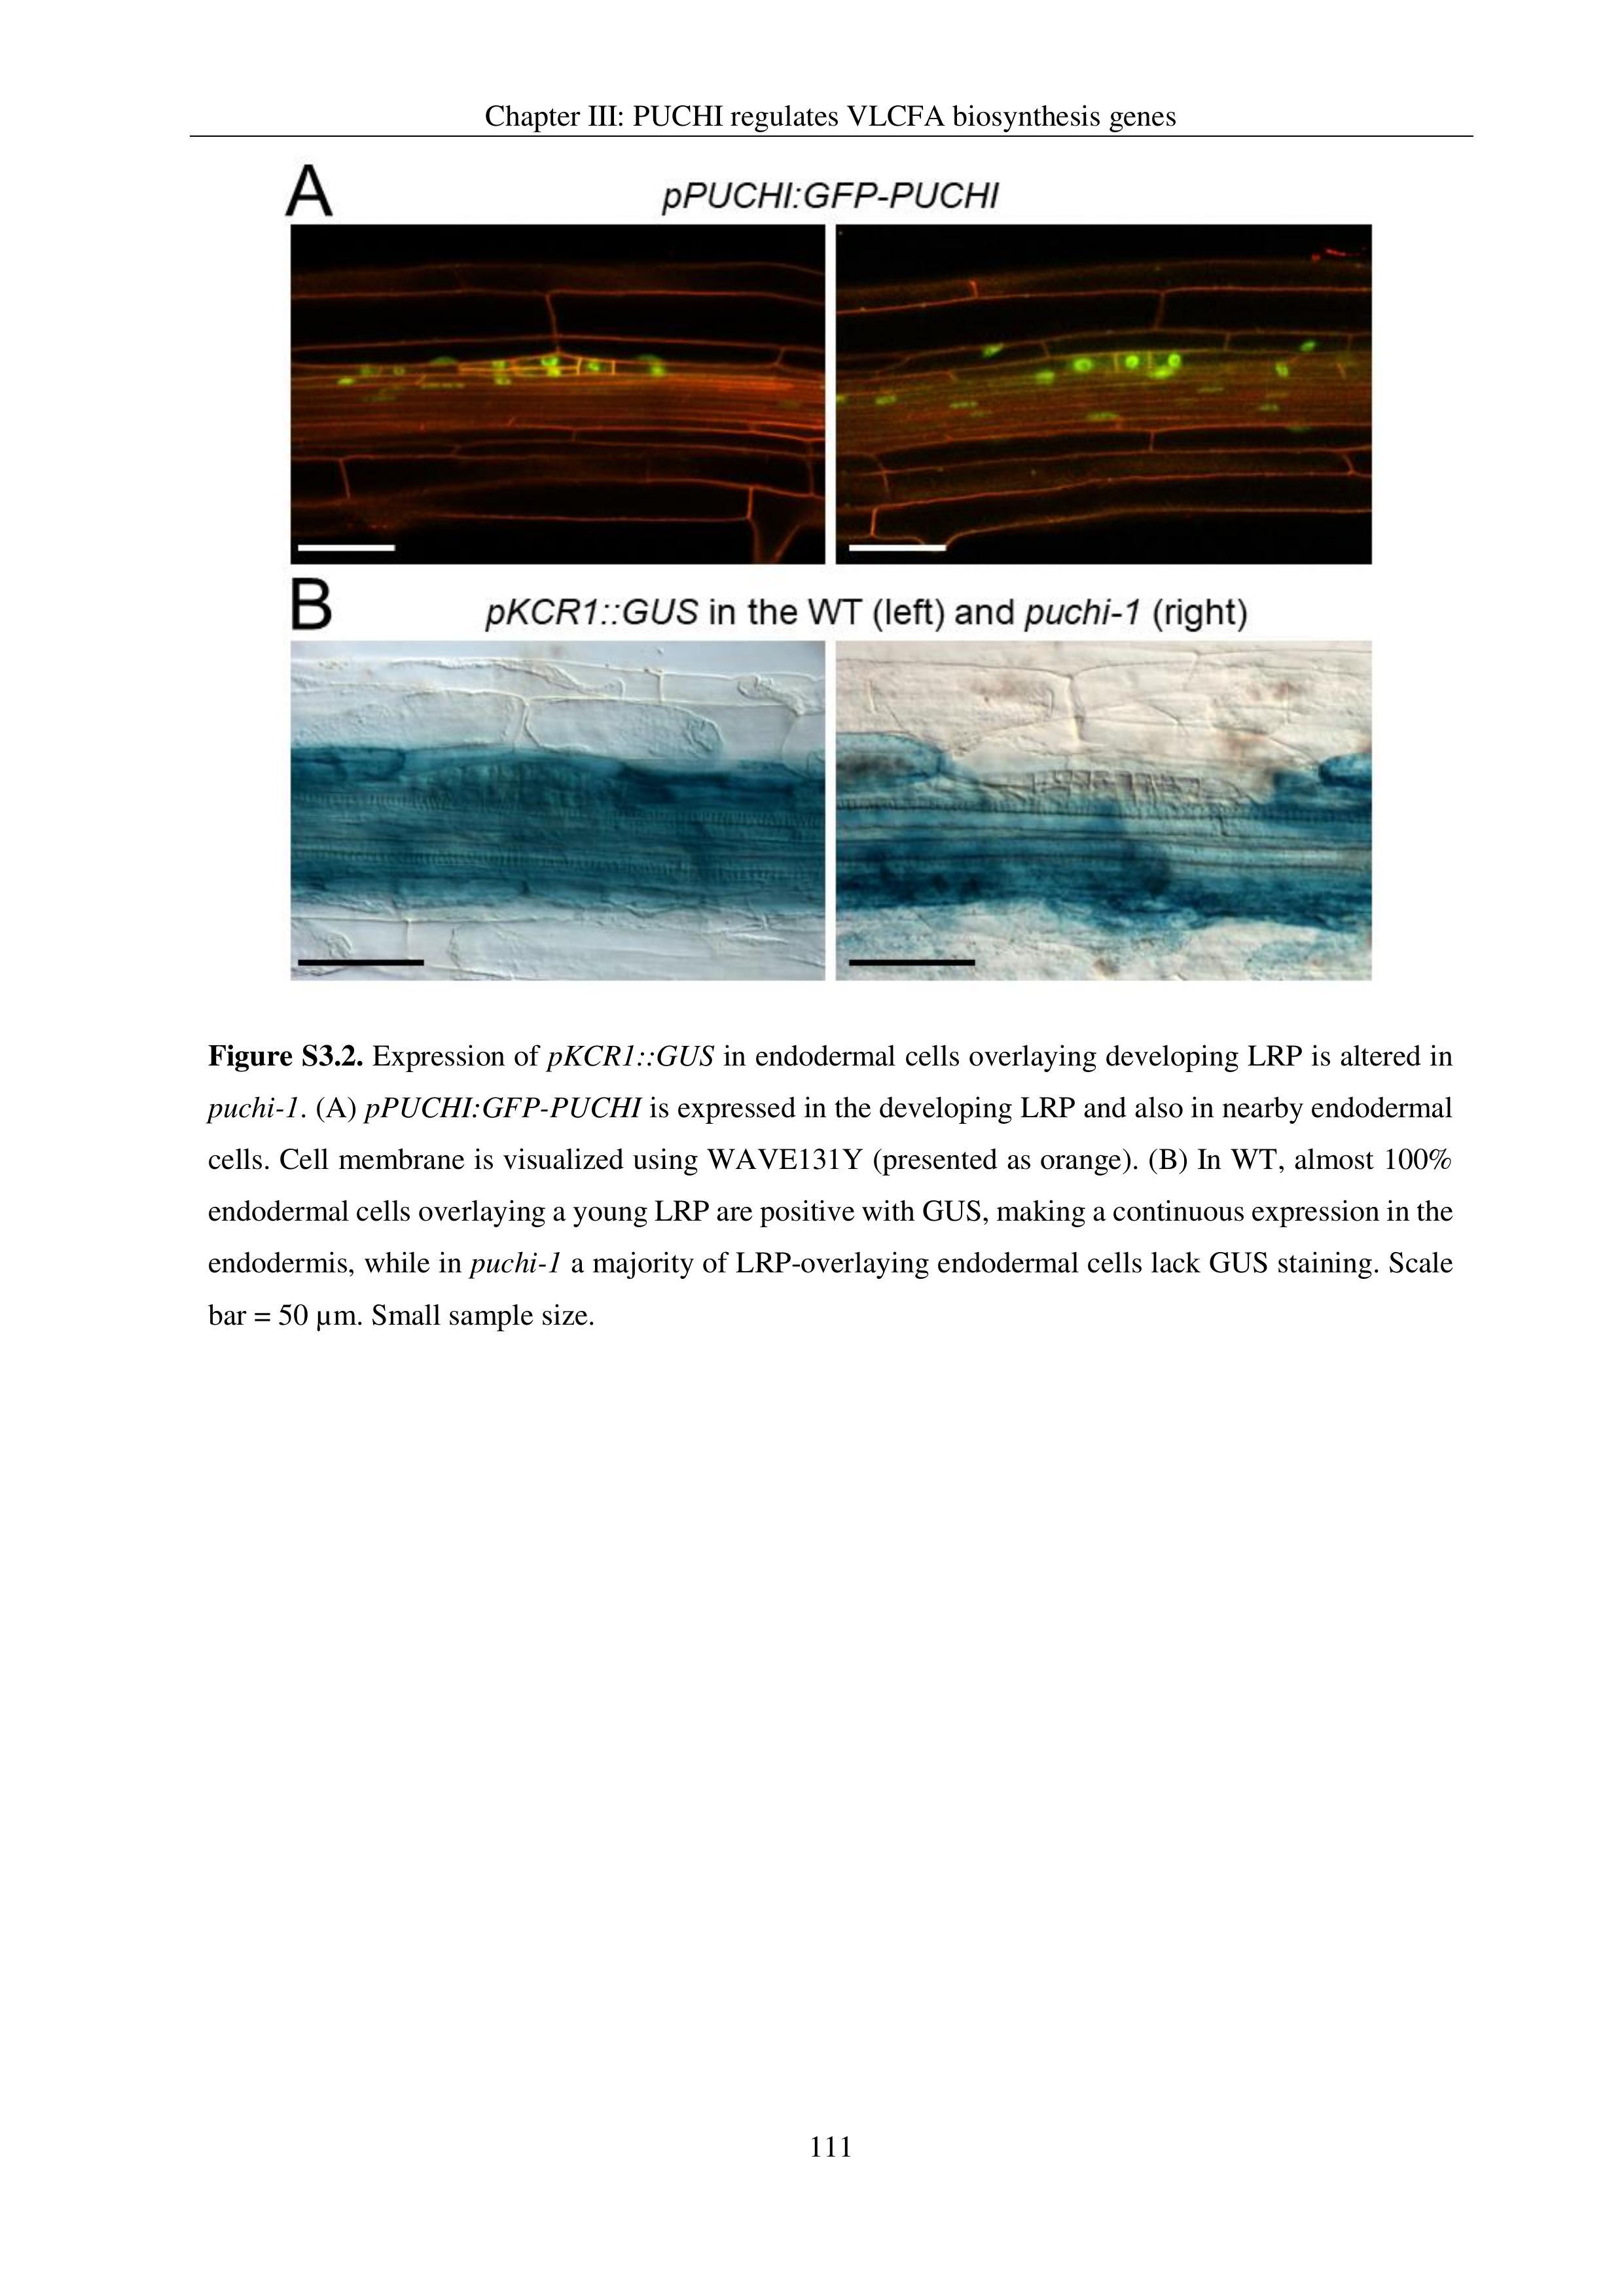 Chapter III: PUCHI regulates VLCFA biosynthesis genes
A
pPUCHI:GFP-PUCHI
B
pKCR1::GUS in the WT (left) and puchi-1 (right)
Figure S3.2. Expression of pKCR1::GUS in endodermal cells overlaying developing LRP is altered in
puchi-1. (A) pPUCHI:GFP-PUCHI is expressed in the developing LRP and also in nearby endodermal
cells. Cell membrane is visualized using WAVE131Y (presented as orange). (B) In WT, almost 100%
endodermal cells overlaying a young LRP are positive with GUS, making a continuous expression in the
endodermis, while in puchi-1 a majority of LRP-overlaying endodermal cells lack GUS staining. Scale
bar = 50 µm. Small sample size.
111